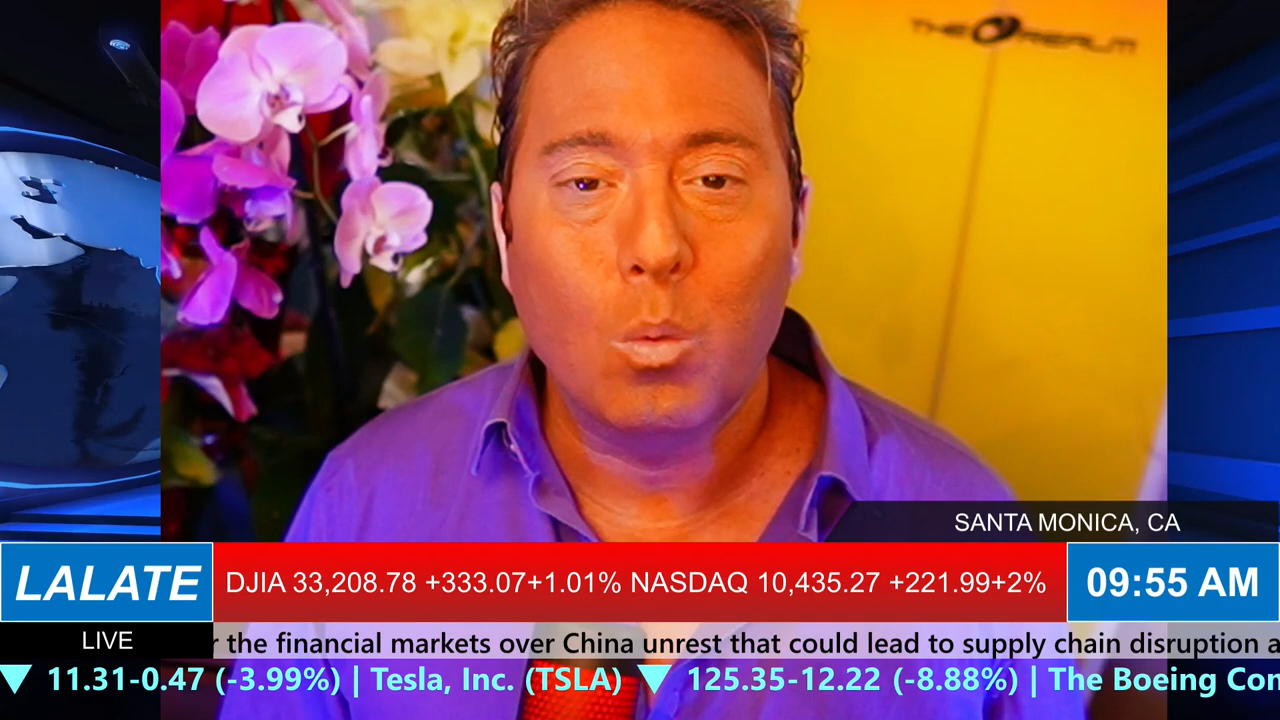 THE REALM
SANTA MONICA, CA
LALATE
DJIA 33,208.78 +333.07+1.01% NASDAQ 10,435.27 +221.99+2%
09:55 AM
LIVE
r the financial markets over China unrest that could lead to supply chain disruption a
▼ 11.31-0.47 (-3.99%) | Tesla, Inc. (TSLA) ▼ 125.35-12.22 (-8.88%) | The Boeing Con